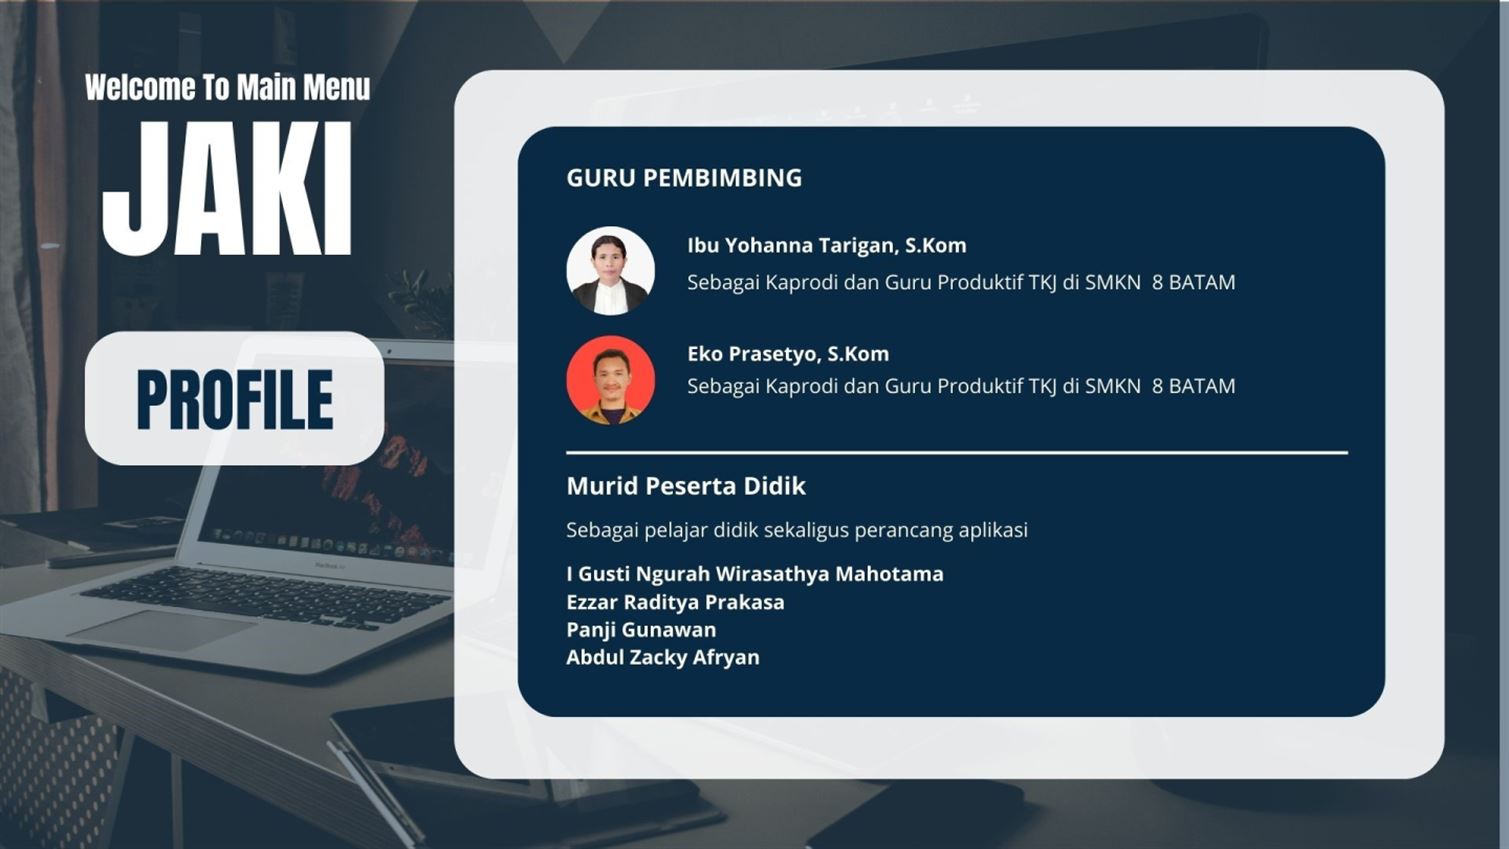 Welcome To Main Menu
JAKI
PROFILE
GURU PEMBIMBING
Ibu Yohanna Tarigan, S.Kom
Sebagai Kaprodi dan Guru Produktif TKJ di SMKN 8 BATAM
Eko Prasetyo, S.Kom
Sebagai Kaprodi dan Guru Produktif TKJ di SMKN 8 BATAM
Murid Peserta Didik
Sebagai pelajar didik sekaligus perancang aplikasi
I Gusti Ngurah Wirasathya Mahotama
Ezzar Raditya Prakasa
Panji Gunawan
Abdul Zacky Afryan